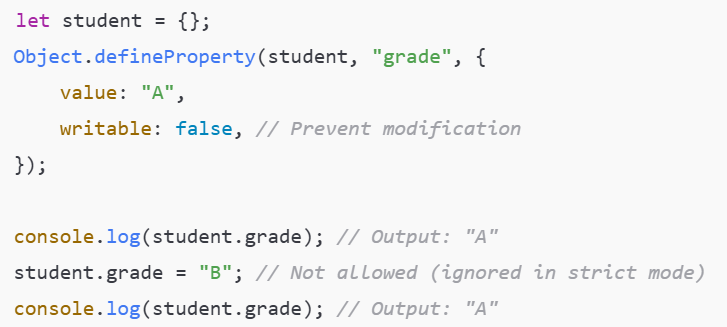 let student = {};
Object.defineProperty(student, "grade", {
    value: "A",
    writable: false, // Prevent modification
});

console.log(student.grade); // Output: "A"
student.grade = "B"; // Not allowed (ignored in strict mode)
console.log(student.grade); // Output: "A"